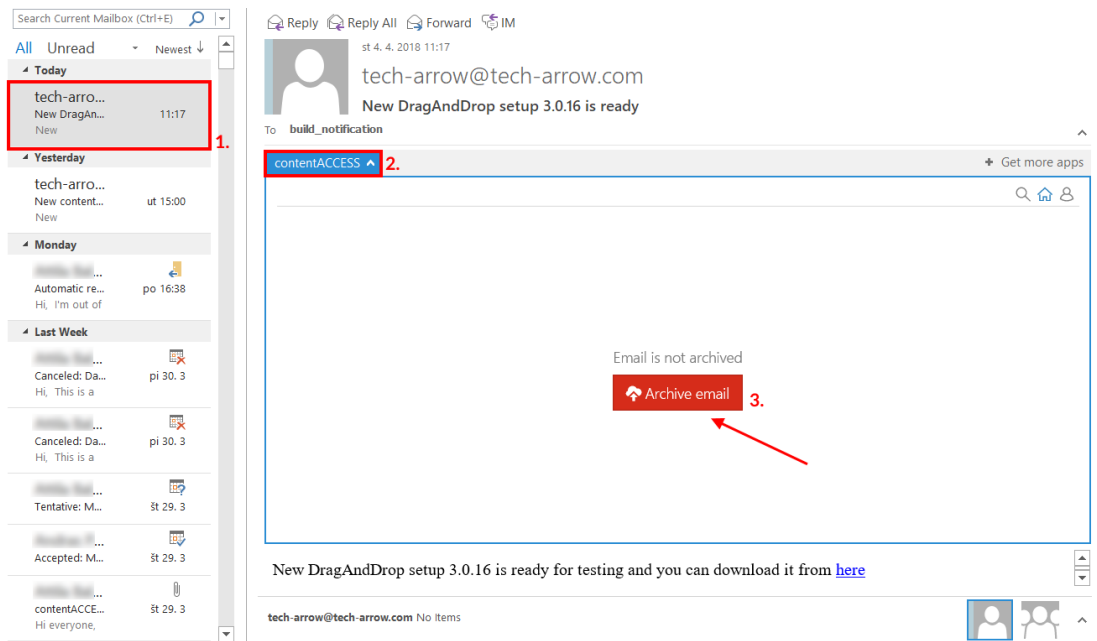 Search Current Mailbox (Ctrl+E)
All Unread Newest ↓
Today
tech-arro...
New DragAn... 11:17
New
1.
Yesterday
tech-arro...
New content... ut 15:00
New
Monday
...
Automatic re... po 16:38
Hi, I'm out of
Last Week
...
Canceled: Da... pi 30. 3
Hi, This is a
...
Canceled: Da... pi 30. 3
Hi, This is a
...
Tentative: M... št 29. 3
...
Accepted: M... št 29. 3
...
contentACCE... št 29. 3
Hi everyone,
Reply Reply All Forward IM
st 4. 4. 2018 11:17
tech-arrow@tech-arrow.com
New DragAndDrop setup 3.0.16 is ready
To build_notification
contentACCESS 2. + Get more apps
Email is not archived
Archive email 3.
New DragAndDrop setup 3.0.16 is ready for testing and you can download it from here
tech-arrow@tech-arrow.com No Items